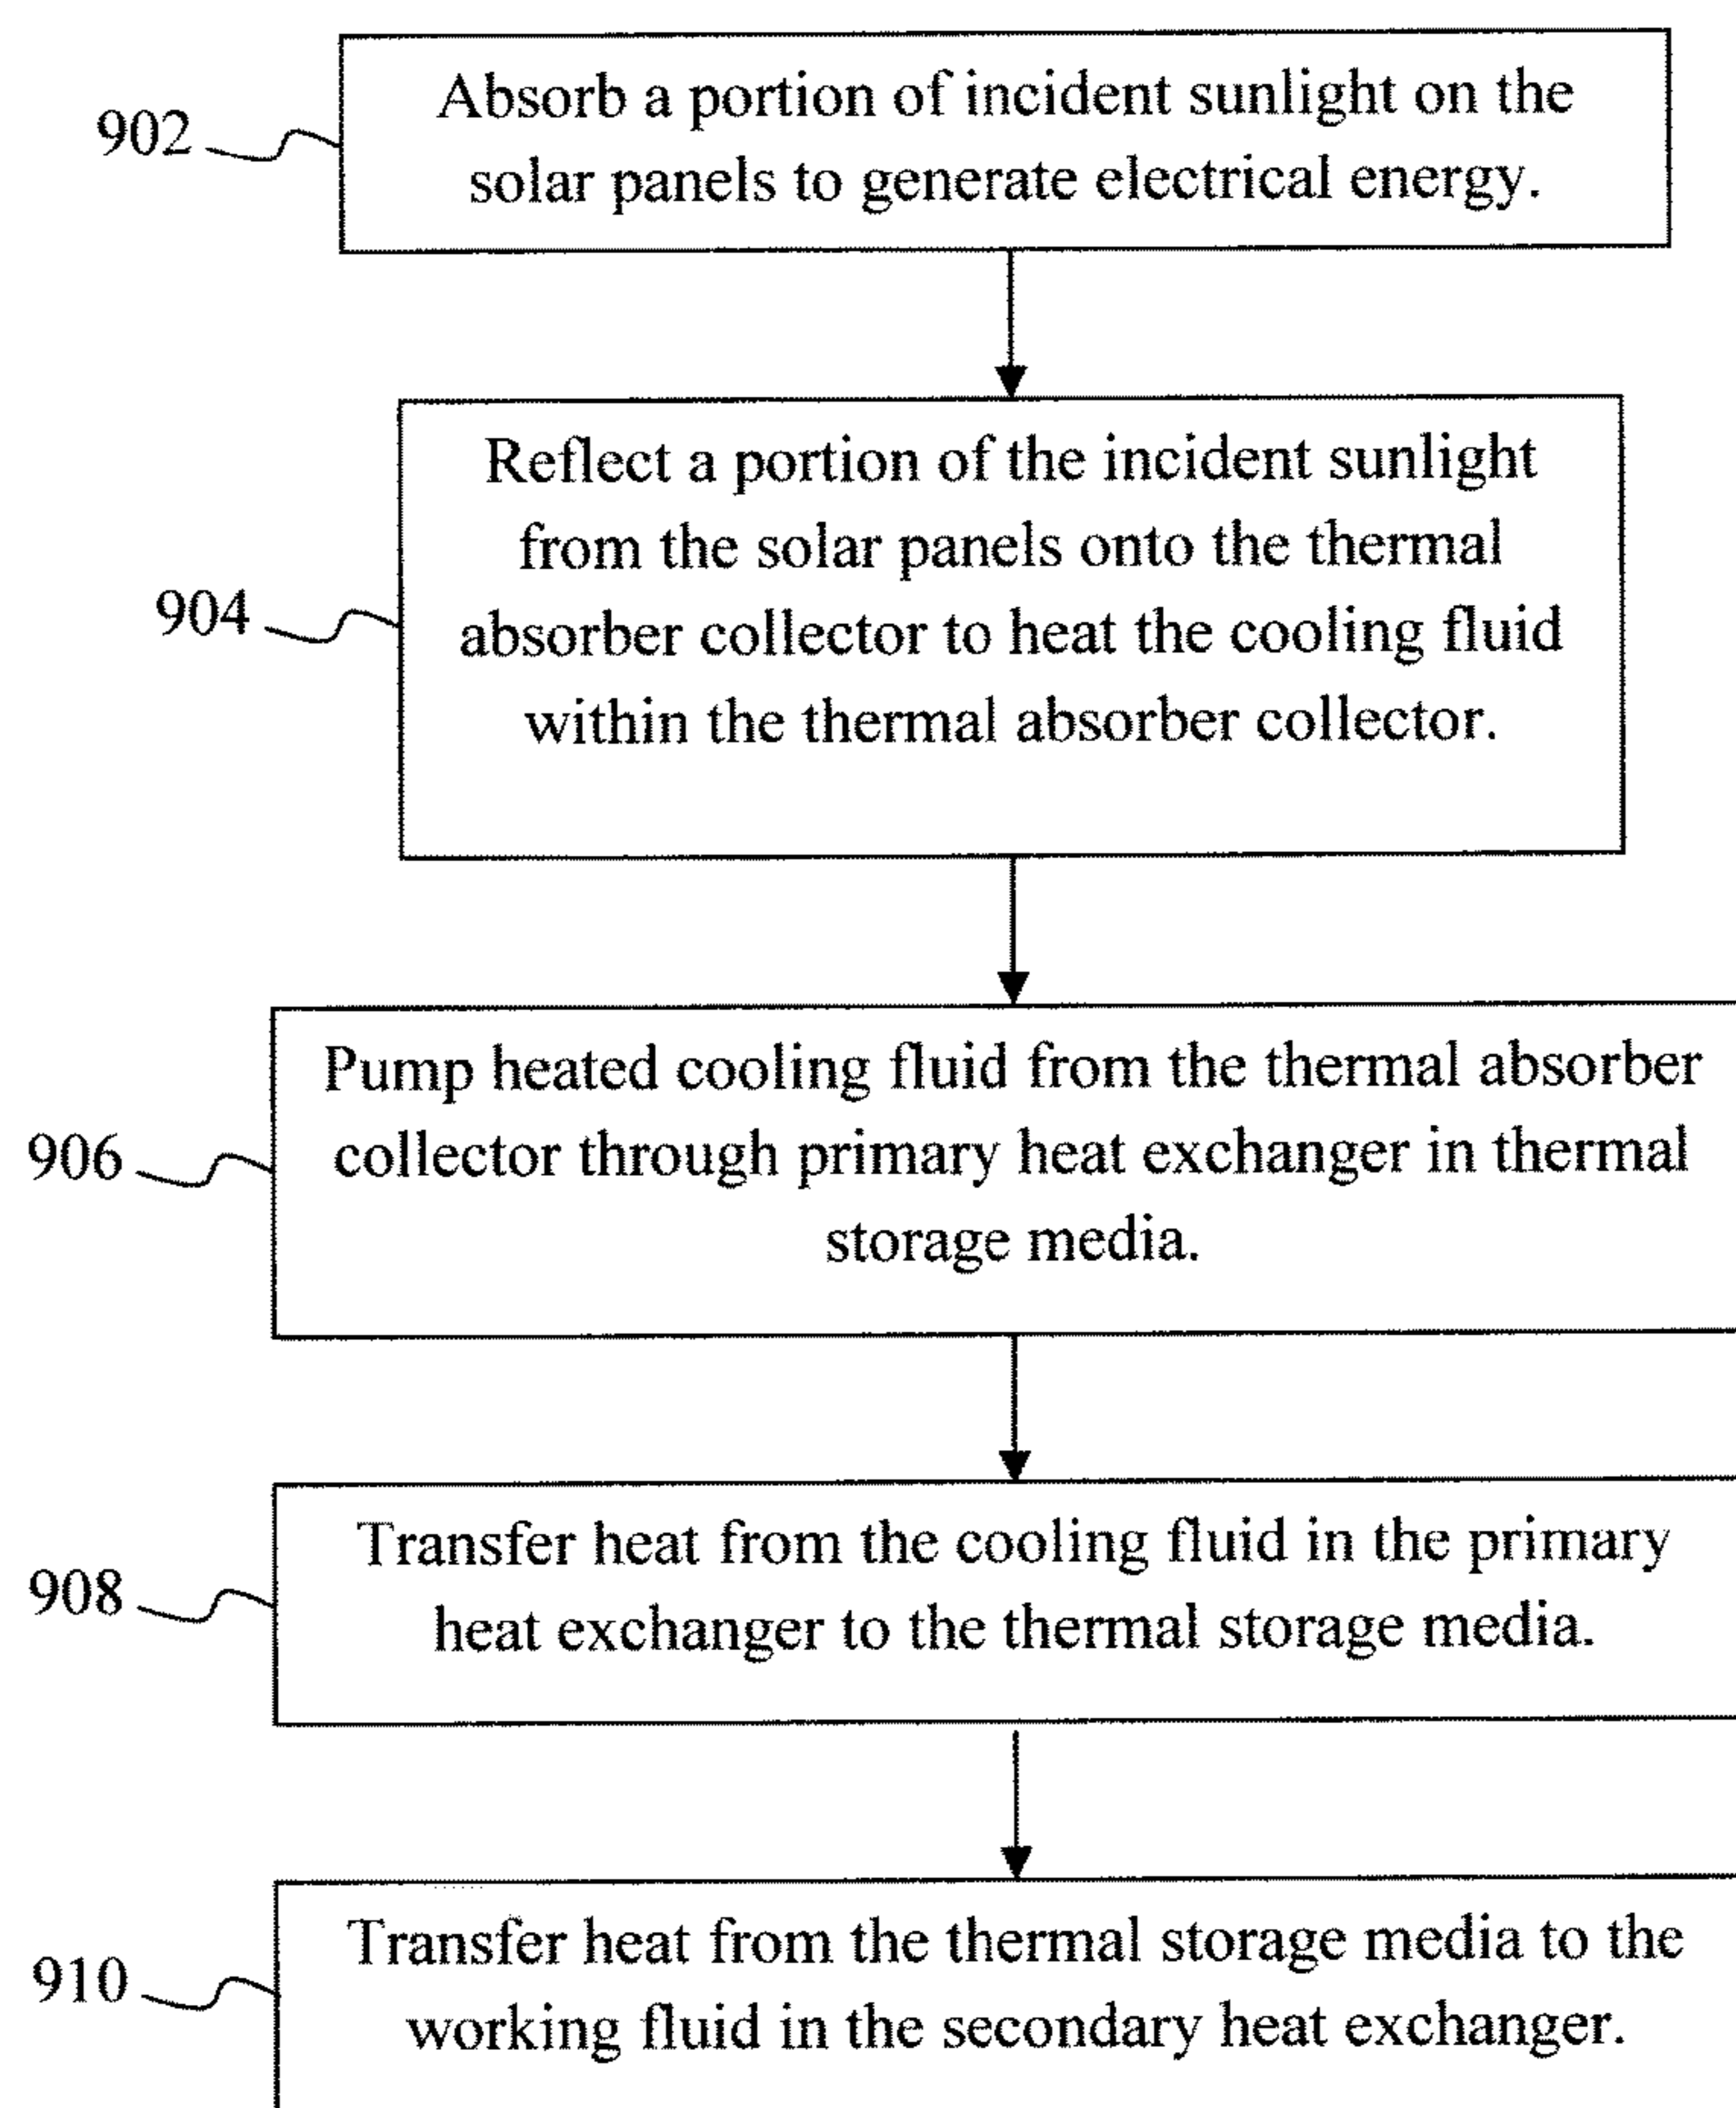 902
Absorb a portion of incident sunlight on the
solar panels to generate electrical energy.
904
Reflect a portion of the incident sunlight
from the solar panels onto the thermal
absorber collector to heat the cooling fluid
within the thermal absorber collector.
906
Pump heated cooling fluid from the thermal absorber
collector through primary heat exchanger in thermal
storage media.
908
Transfer heat from the cooling fluid in the primary
heat exchanger to the thermal storage media.
910
Transfer heat from the thermal storage media to the
working fluid in the secondary heat exchanger.